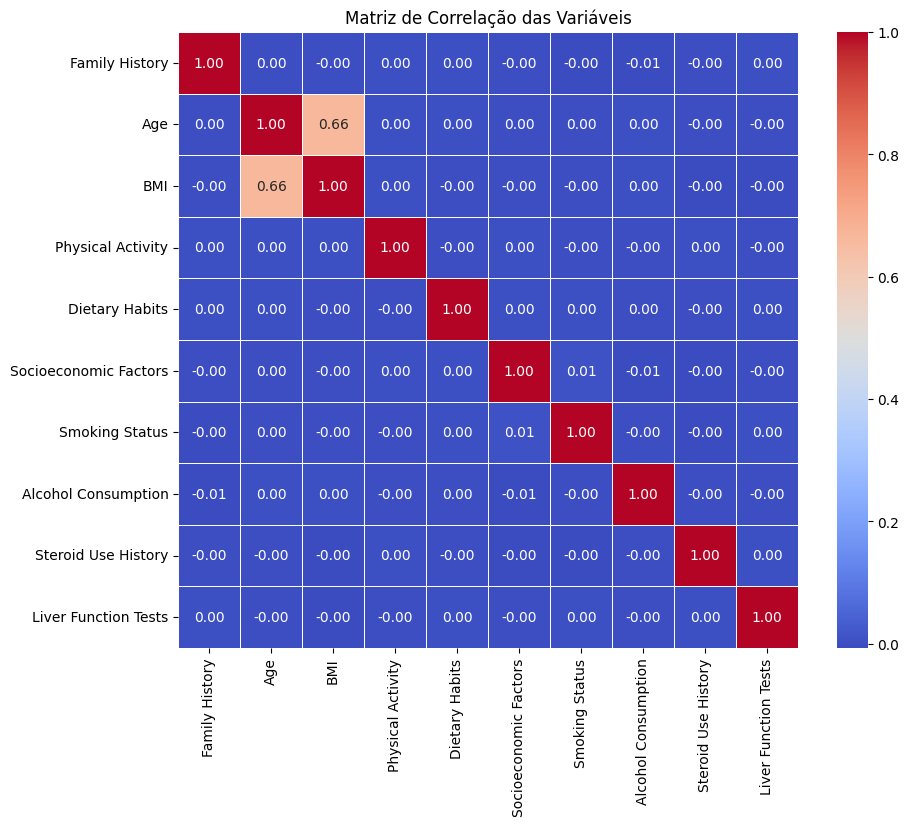 Matriz de Correlação das Variáveis
Family History 1.00 0.00 -0.00 0.00 0.00 -0.00 -0.00 -0.01 -0.00 0.00
Age 0.00 1.00 0.66 0.00 0.00 0.00 0.00 0.00 -0.00 -0.00
BMI -0.00 0.66 1.00 0.00 -0.00 -0.00 -0.00 0.00 -0.00 -0.00
Physical Activity 0.00 0.00 0.00 1.00 -0.00 0.00 -0.00 -0.00 0.00 -0.00
Dietary Habits 0.00 0.00 -0.00 -0.00 1.00 0.00 0.00 0.00 -0.00 0.00
Socioeconomic Factors -0.00 0.00 -0.00 0.00 0.00 1.00 0.01 -0.01 -0.00 -0.00
Smoking Status -0.00 0.00 -0.00 -0.00 0.00 0.01 1.00 -0.00 -0.00 0.00
Alcohol Consumption -0.01 0.00 0.00 -0.00 0.00 -0.01 -0.00 1.00 -0.00 -0.00
Steroid Use History -0.00 -0.00 -0.00 0.00 -0.00 -0.00 -0.00 -0.00 1.00 0.00
Liver Function Tests 0.00 -0.00 -0.00 -0.00 0.00 -0.00 0.00 -0.00 0.00 1.00
Family History
Age
BMI
Physical Activity
Dietary Habits
Socioeconomic Factors
Smoking Status
Alcohol Consumption
Steroid Use History
Liver Function Tests
1.0
0.8
0.6
0.4
0.2
0.0